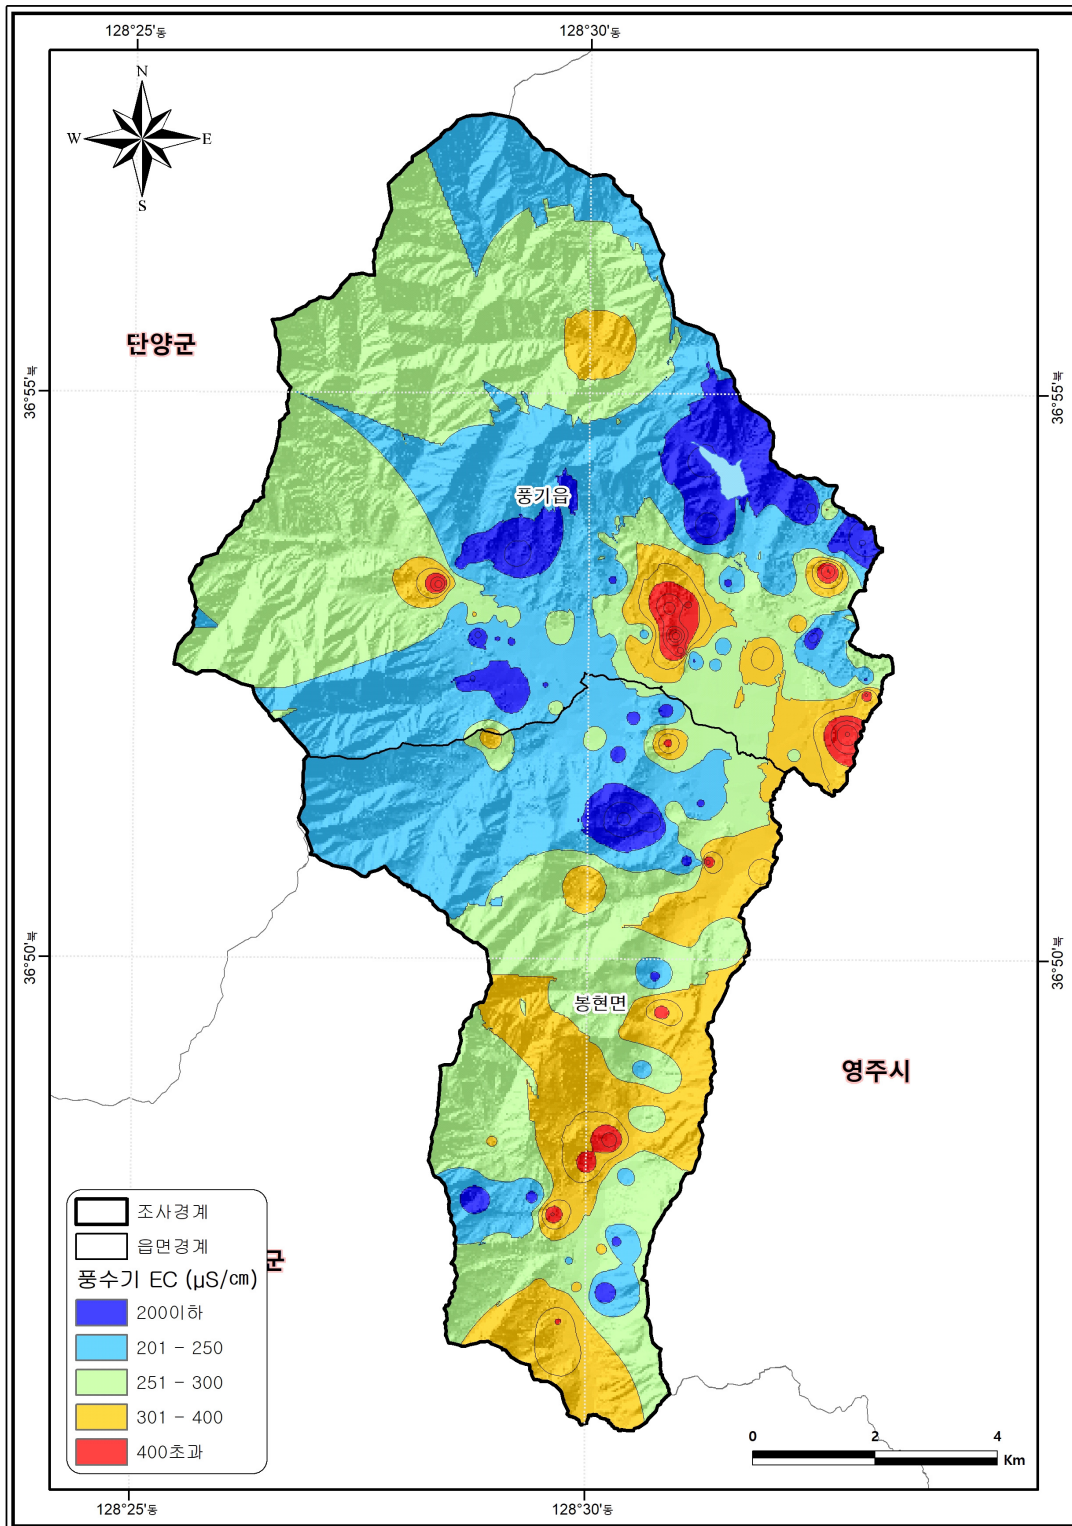 128°25'동
128°30'동
N
W
E
S
단양군
36°55'북
36°55'북
풍기읍
36°50'북
36°50'북
봉현면
영주시
조사경계
읍면경계
군
풍수기 EC (µS/㎝)
200이하
201 - 250
251 - 300
301 - 400
400초과
0
2
4
Km
128°25'동
128°30'동